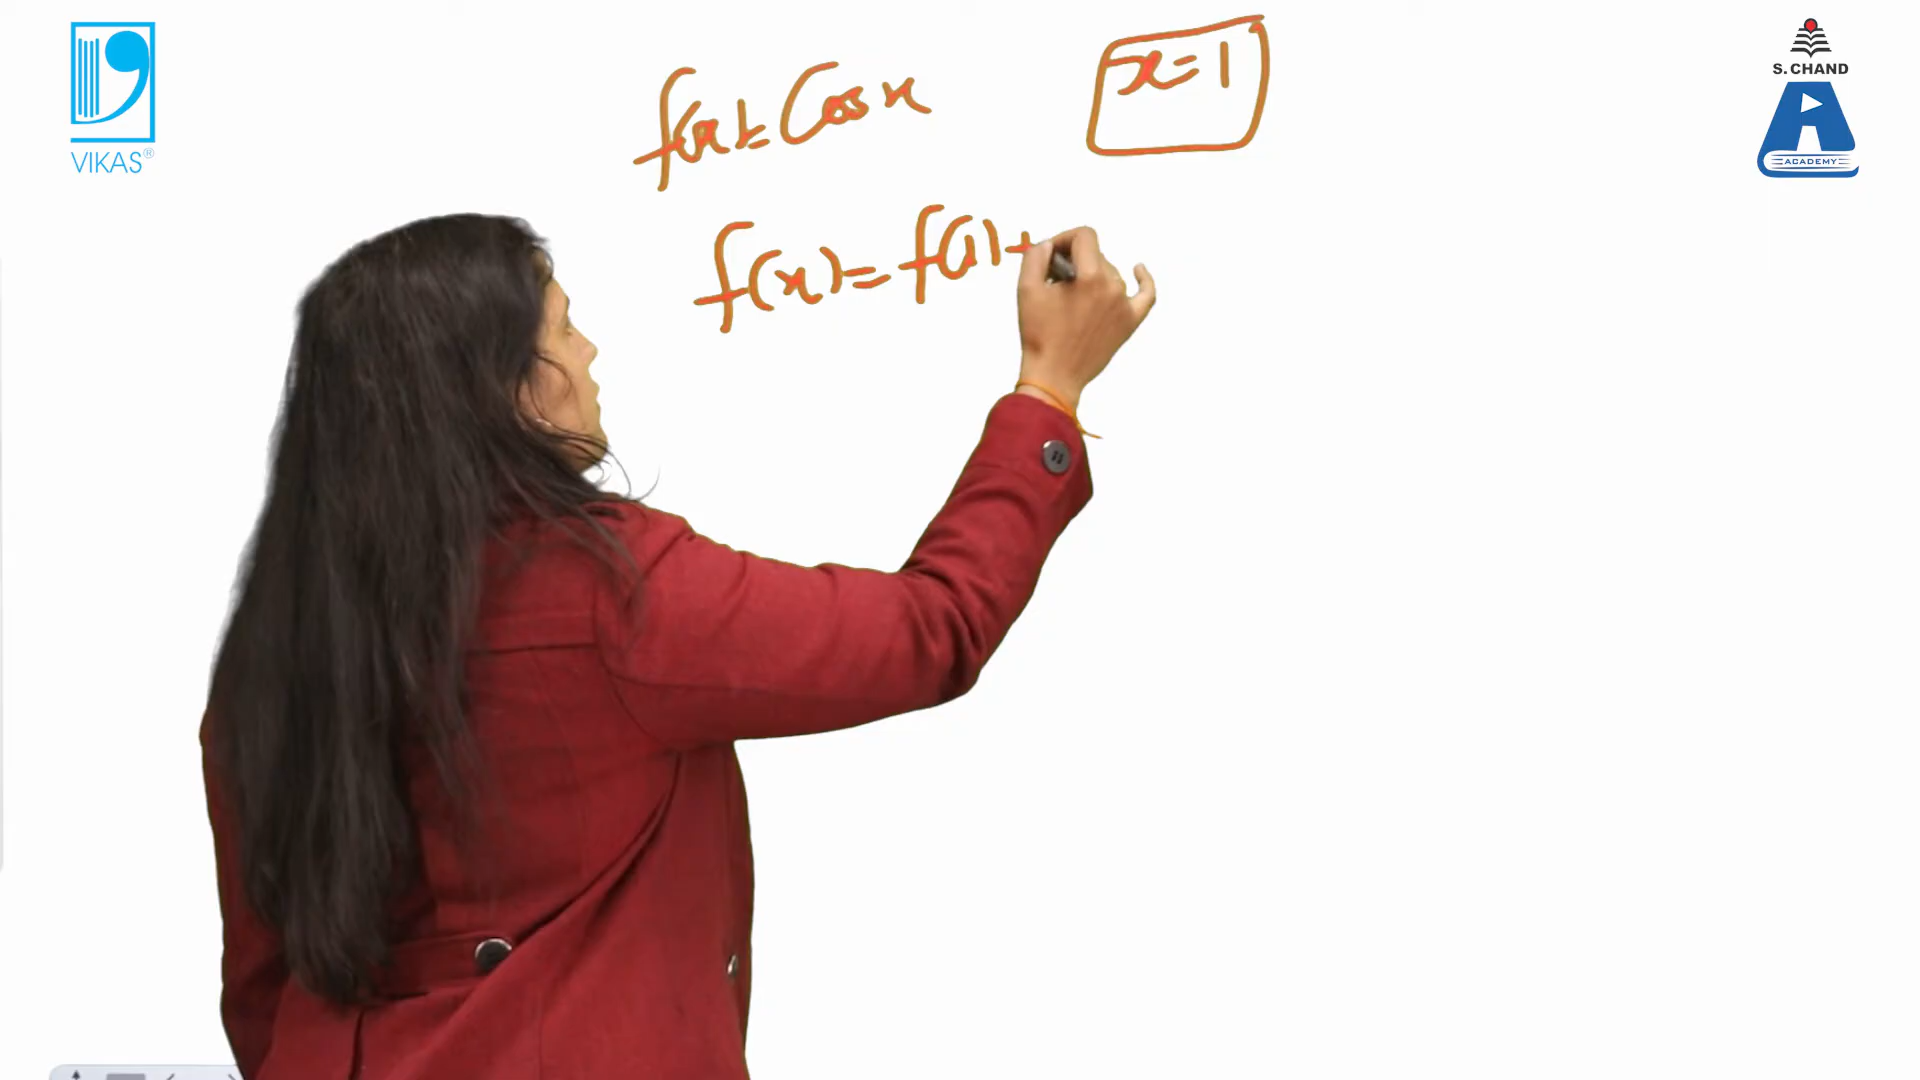 VIKAS®
S. CHAND
ACADEMY
f(x) = Cos x
x = 1
f(x) = f(1) +